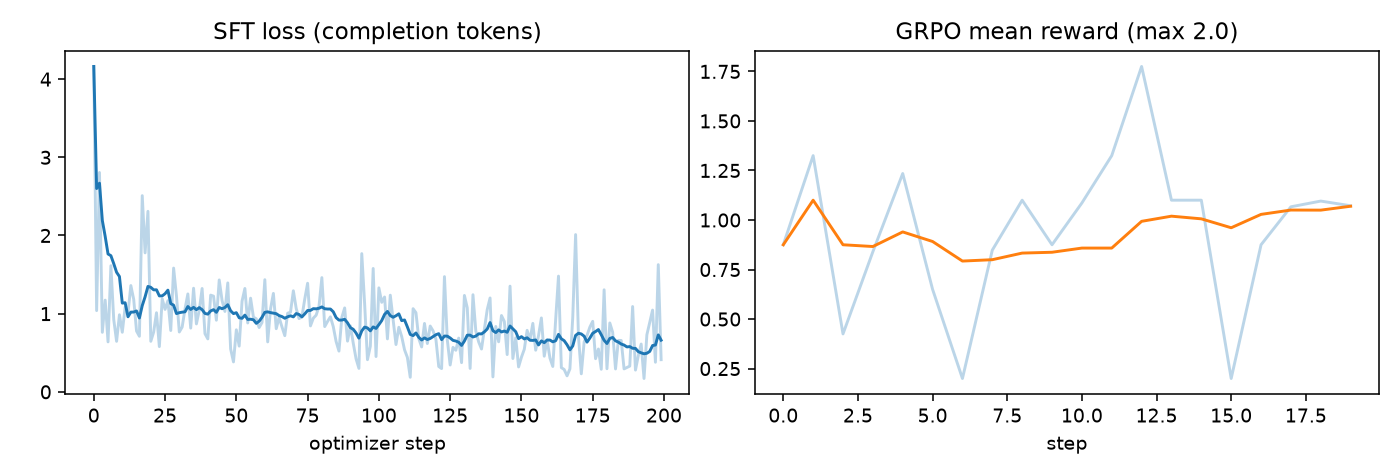 SFT loss (completion tokens)
4
3
2
1
0
0 25 50 75 100 125 150 175 200
optimizer step
GRPO mean reward (max 2.0)
1.75
1.50
1.25
1.00
0.75
0.50
0.25
0.0 2.5 5.0 7.5 10.0 12.5 15.0 17.5
step